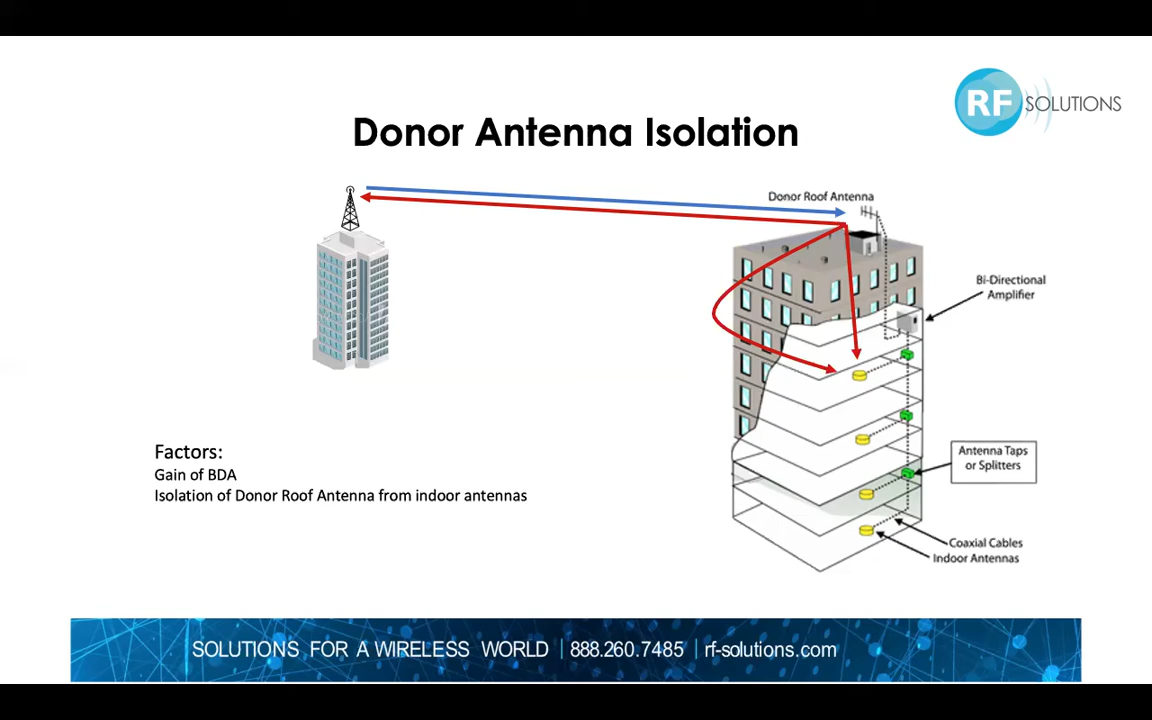 RF SOLUTIONS
Donor Antenna Isolation
Donor Roof Antenna
Bi-Directional
Amplifier
Factors:
Gain of BDA
Isolation of Donor Roof Antenna from indoor antennas
Antenna Taps
or Splitters
Coaxial Cables
Indoor Antennas
SOLUTIONS FOR A WIRELESS WORLD | 888.260.7485 | rf-solutions.com